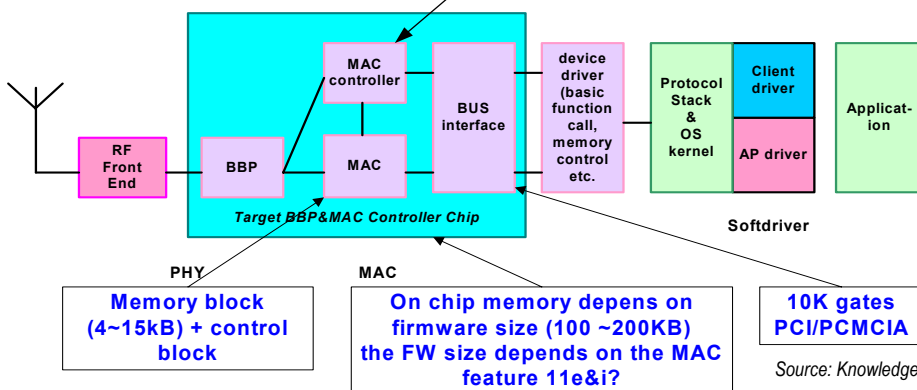 MAC
controller
BUS
interface
device
driver
(basic
function
call,
memory
control
etc.
Protocol
Stack
&
OS
kernel
Client
driver
AP driver
Applicat-
ion
RF
Front
End
BBP
MAC
Target BBP&MAC Controller Chip
Softdriver
PHY
MAC
Memory block
(4~15kB) + control
block
On chip memory depens on
firmware size (100 ~200KB)
the FW size depends on the MAC
feature 11e&i?
10K gates
PCI/PCMCIA
Source: Knowledge